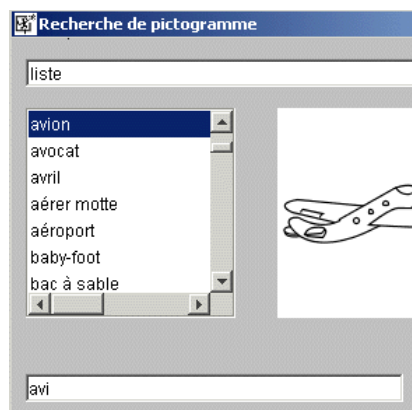 Recherche de pictogramme
liste
avion
avocat
avril
aérer motte
aéroport
baby-foot
bac à sable
avi